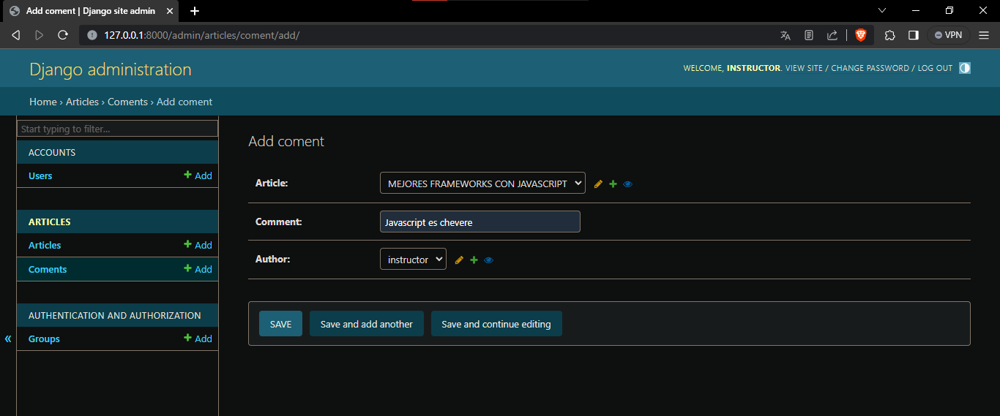 Add coment | Django site admin
127.0.0.1:8000/admin/articles/coment/add/
VPN
Django administration
WELCOME, INSTRUCTOR. VIEW SITE / CHANGE PASSWORD / LOG OUT
Home › Articles › Coments › Add coment
Start typing to filter...
ACCOUNTS
Users + Add
ARTICLES
Articles + Add
Coments + Add
AUTHENTICATION AND AUTHORIZATION
Groups + Add
«
Add coment
Article: MEJORES FRAMEWORKS CON JAVASCRIPT
Comment: Javascript es chevere
Author: instructor
SAVE Save and add another Save and continue editing